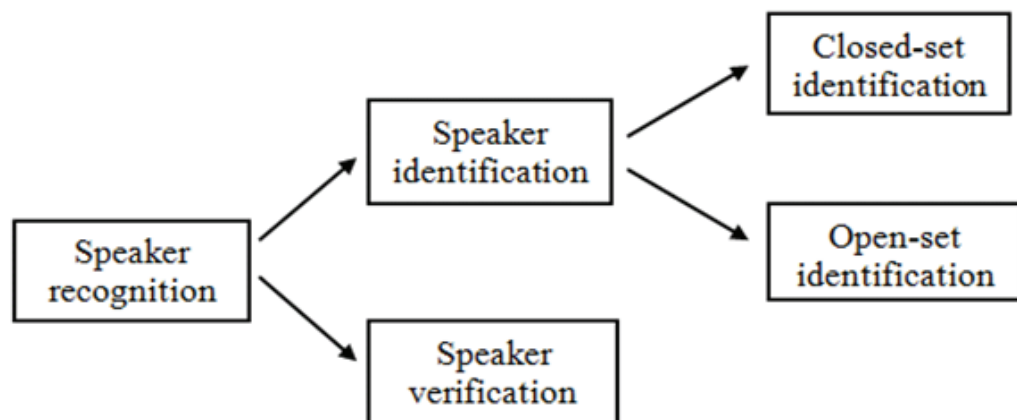 Closed-set
identification
Speaker
identification
Open-set
identification
Speaker
recognition
Speaker
verification